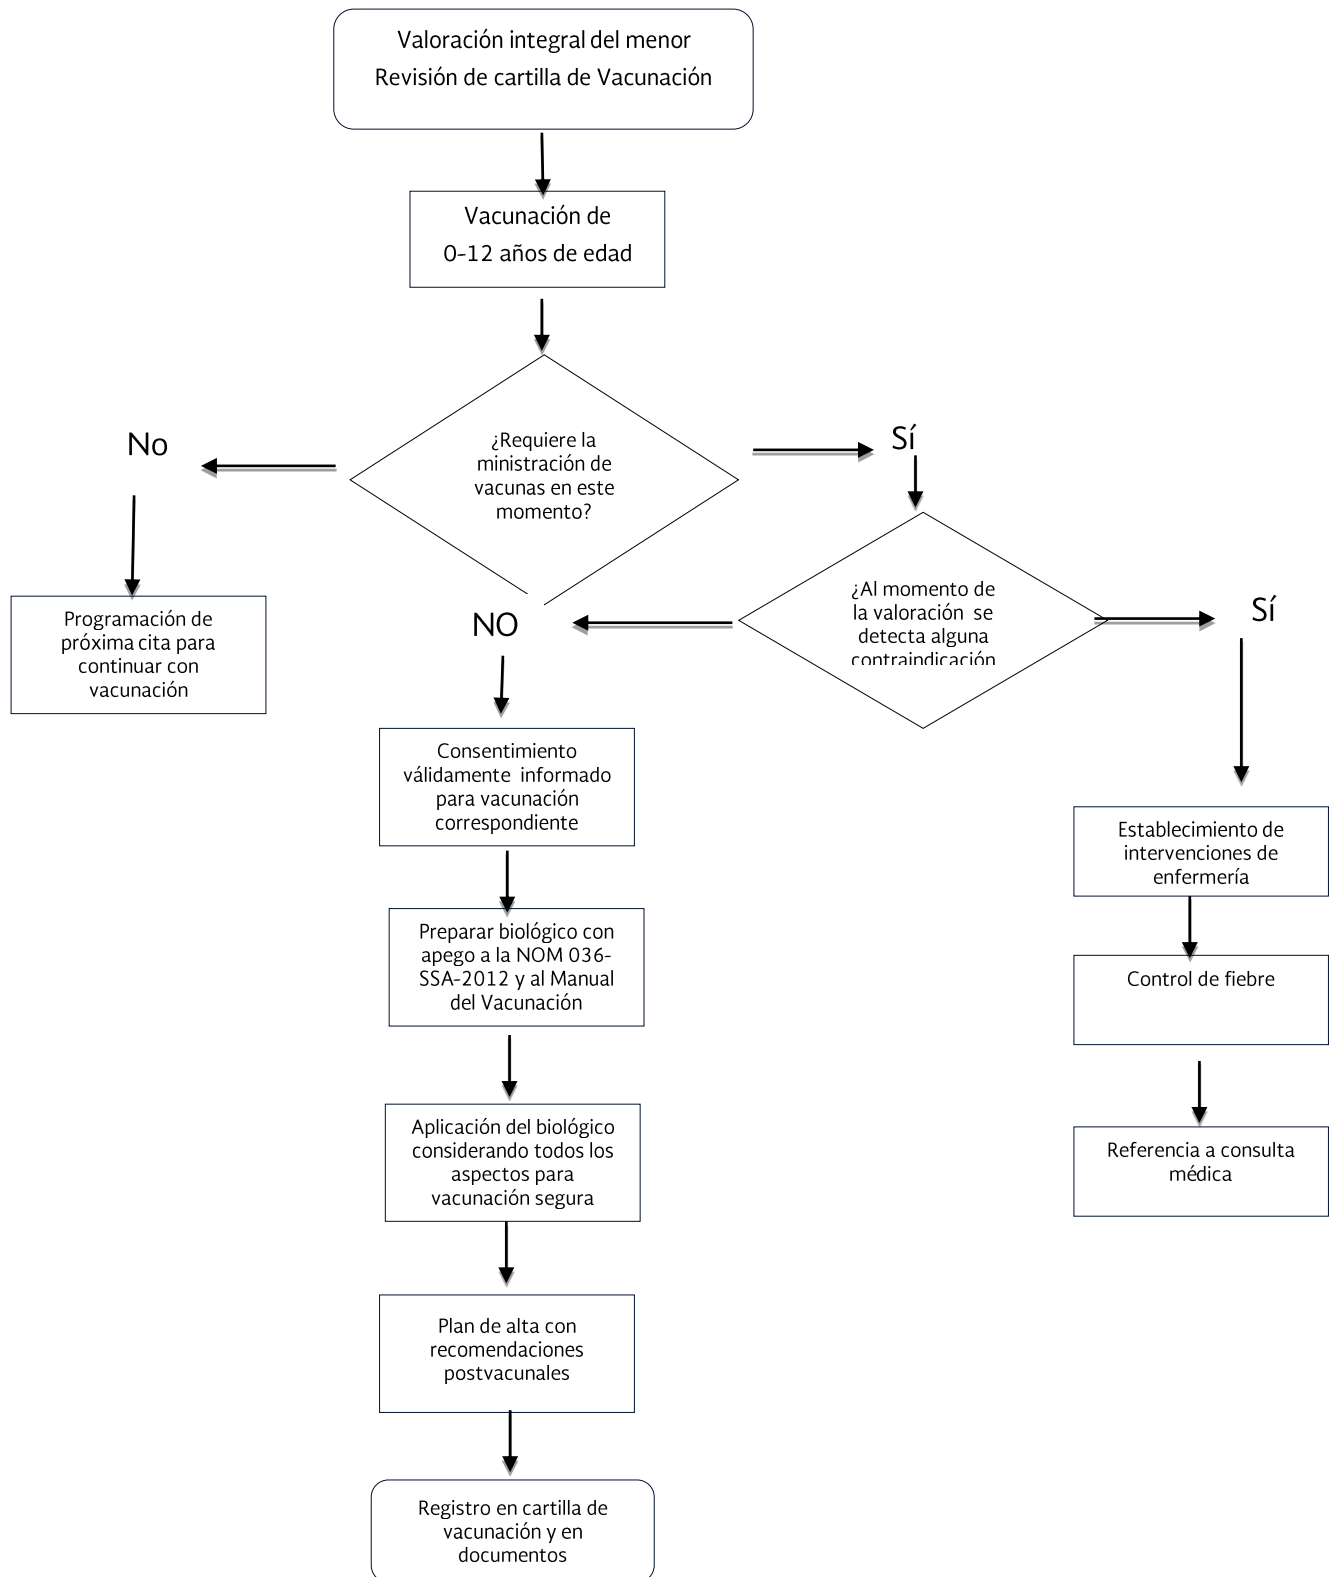 Valoración integral del menor
Revisión de cartilla de Vacunación
Vacunación de
0-12 años de edad
¿Requiere la
ministración de
vacunas en este
momento?
No
Sí
Programación de
próxima cita para
continuar con
vacunación
¿Al momento de
la valoración se
detecta alguna
contraindicación
NO
Sí
Consentimiento
válidamente informado
para vacunación
correspondiente
Preparar biológico con
apego a la NOM 036-
SSA-2012 y al Manual
del Vacunación
Aplicación del biológico
considerando todos los
aspectos para
vacunación segura
Plan de alta con
recomendaciones
postvacunales
Registro en cartilla de
vacunación y en
documentos
Establecimiento de
intervenciones de
enfermería
Control de fiebre
Referencia a consulta
médica